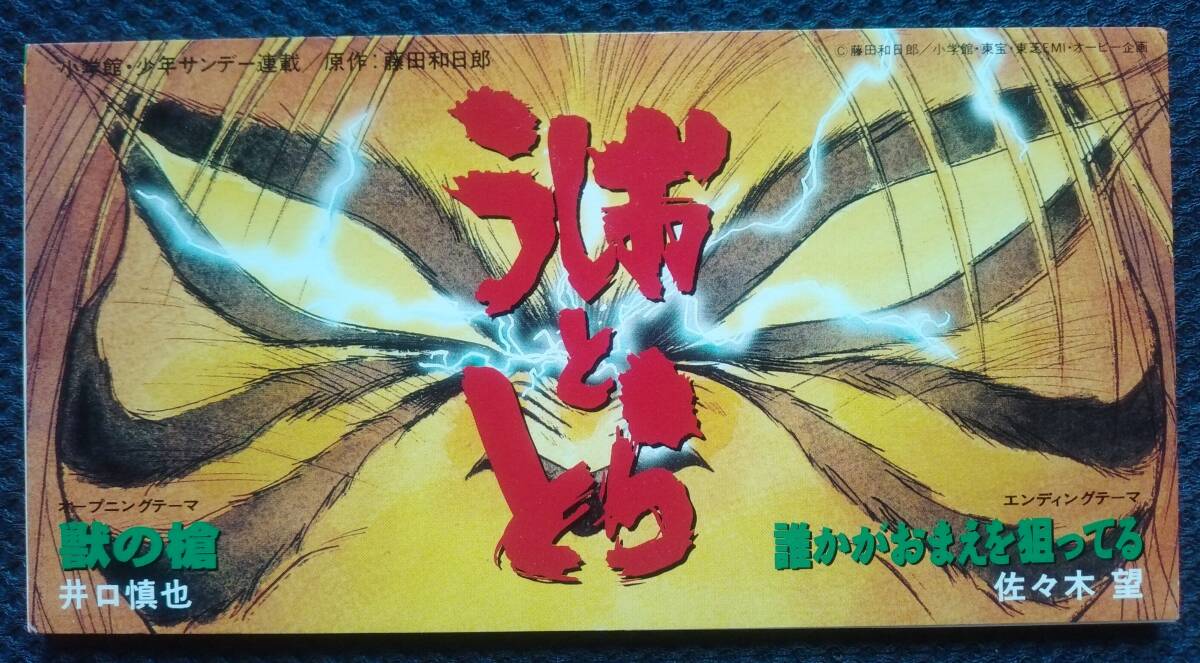 小学館・少年サンデー連載／原作：藤田和日郎
©藤田和日郎／小学館・東宝・東芝EMI・オービー企画
うしお
と
とら
オープニングテーマ
獣の槍
井口慎也
エンディングテーマ
誰かがおまえを狙ってる
佐々木 望